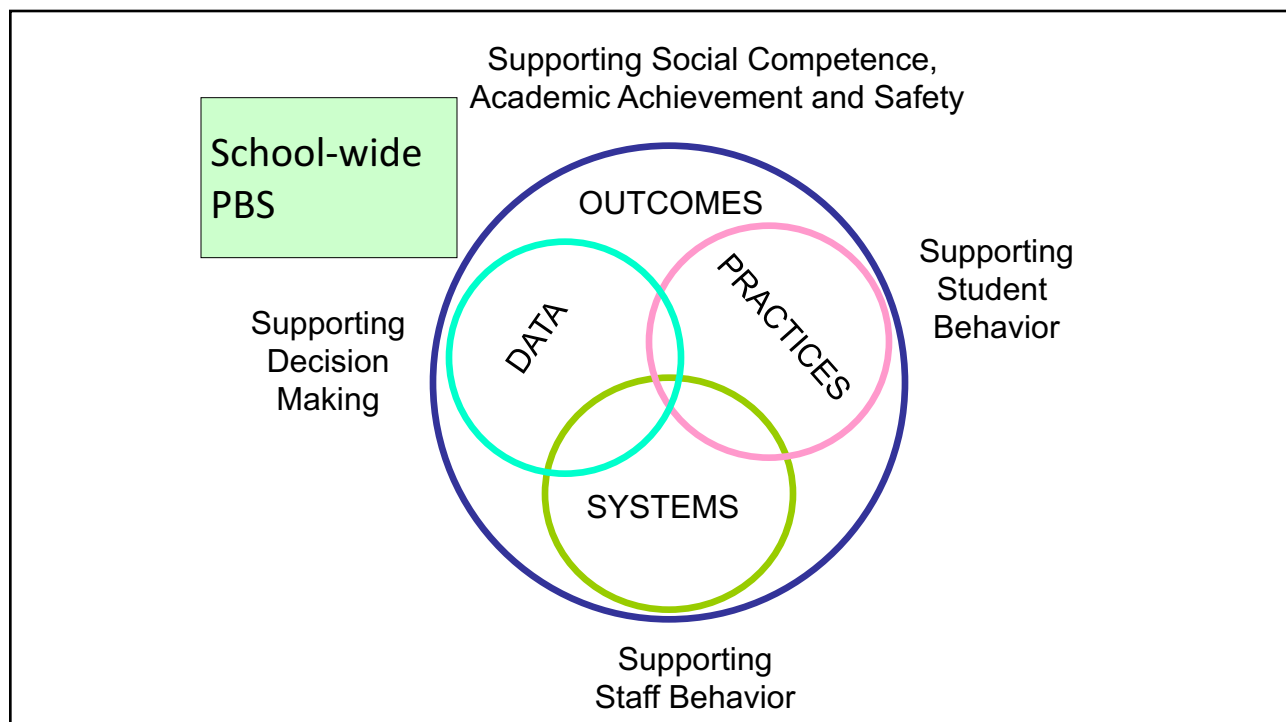 Supporting Social Competence,
Academic Achievement and Safety
School-wide
PBS
OUTCOMES
PRACTICES
DATA
SYSTEMS
Supporting
Student
Behavior
Supporting
Decision
Making
Supporting
Staff Behavior